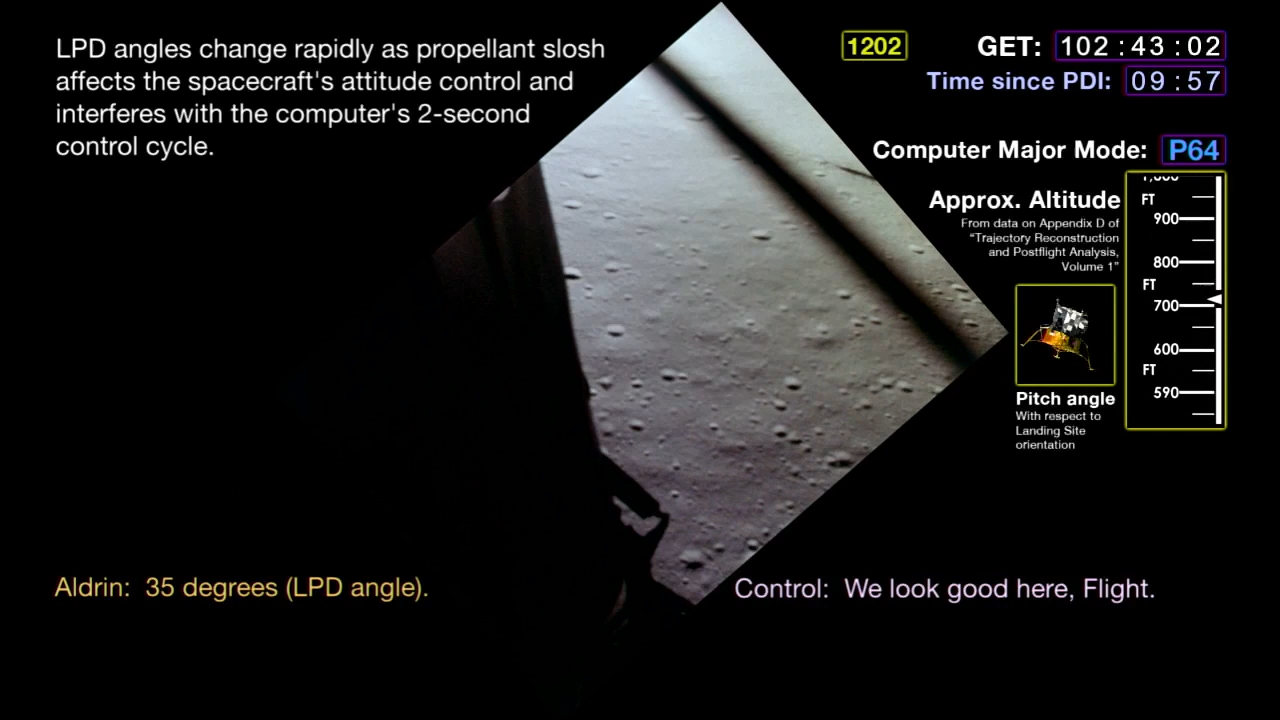 LPD angles change rapidly as propellant slosh
affects the spacecraft's attitude control and
interferes with the computer's 2-second
control cycle.
1202
GET: 102:43:02
Time since PDI: 09:57
Computer Major Mode: P64
Approx. Altitude
From data on Appendix D of
"Trajectory Reconstruction
and Postflight Analysis,
Volume 1"
1,000
FT
900
800
FT
700
600
FT
590
Pitch angle
With respect to
Landing Site
orientation
Aldrin: 35 degrees (LPD angle).
Control: We look good here, Flight.